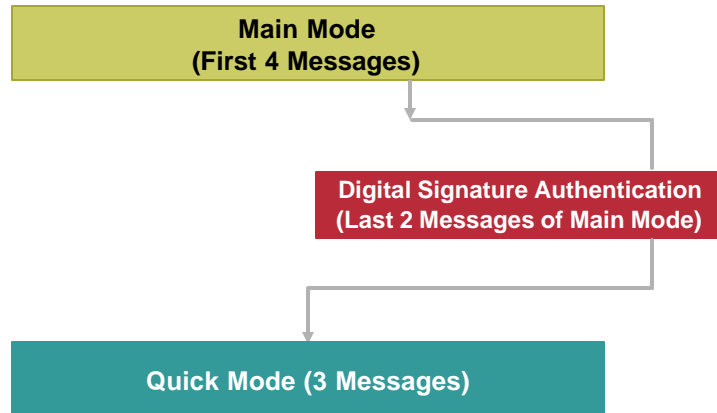 Main Mode
(First 4 Messages)
Digital Signature Authentication
(Last 2 Messages of Main Mode)
Quick Mode (3 Messages)